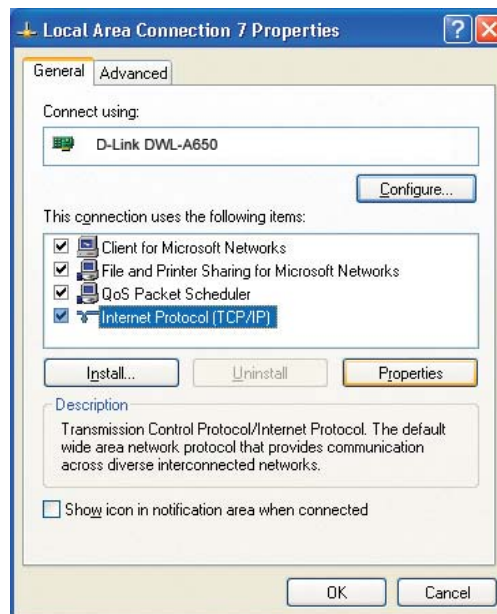 Local Area Connection 7 Properties
General
Advanced
Connect using:
D-Link DWL-A650
Configure...
This connection uses the following items:
Client for Microsoft Networks
File and Printer Sharing for Microsoft Networks
QoS Packet Scheduler
Internet Protocol (TCP/IP)
Install...
Uninstall
Properties
Description
Transmission Control Protocol/Internet Protocol. The default
wide area network protocol that provides communication
across diverse interconnected networks.
Show icon in notification area when connected
OK
Cancel